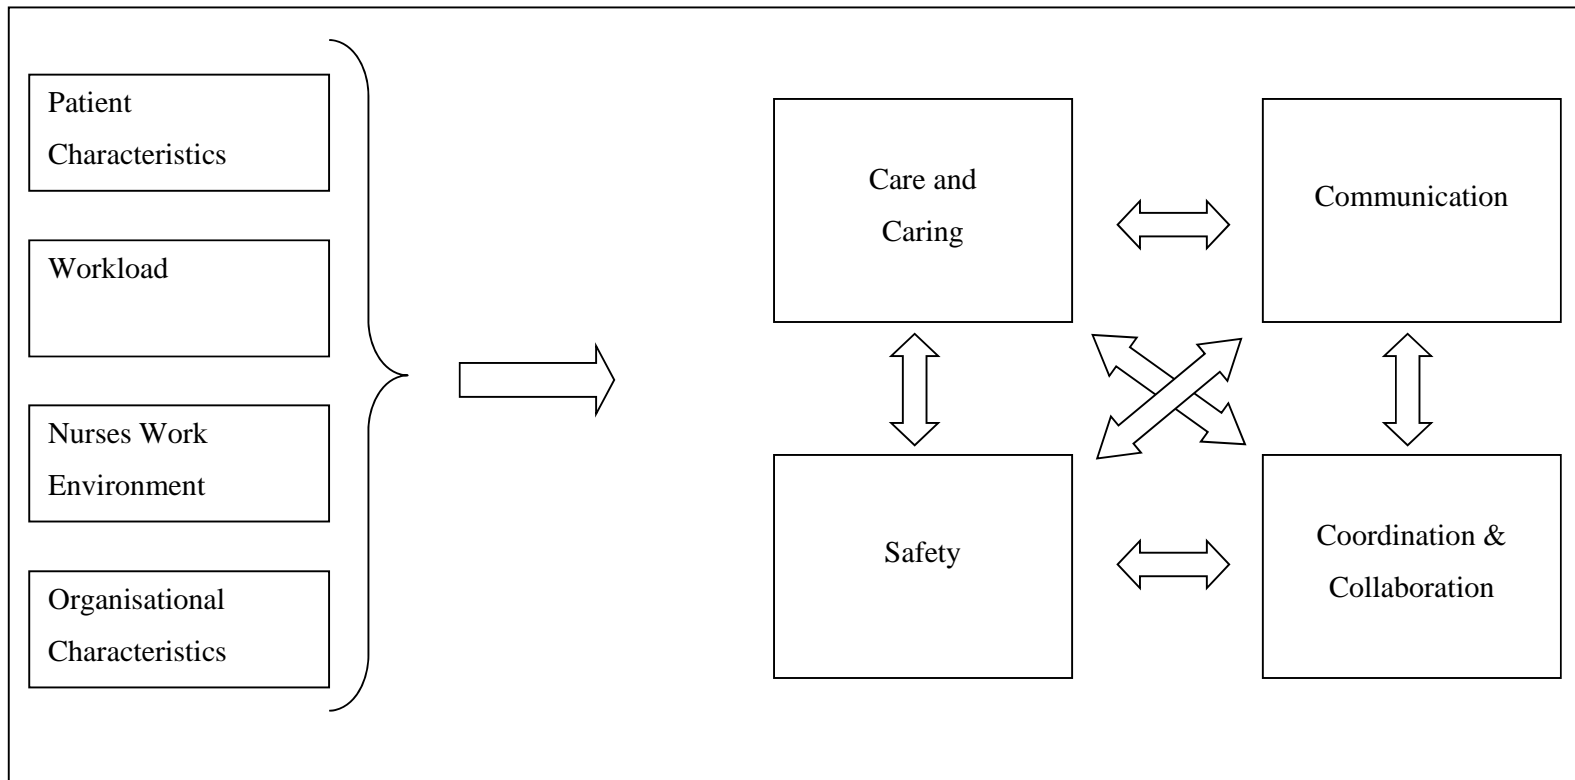 Patient
Characteristics
Workload
Nurses Work
Environment
Organisational
Characteristics
Care and
Caring
Communication
Safety
Coordination &
Collaboration